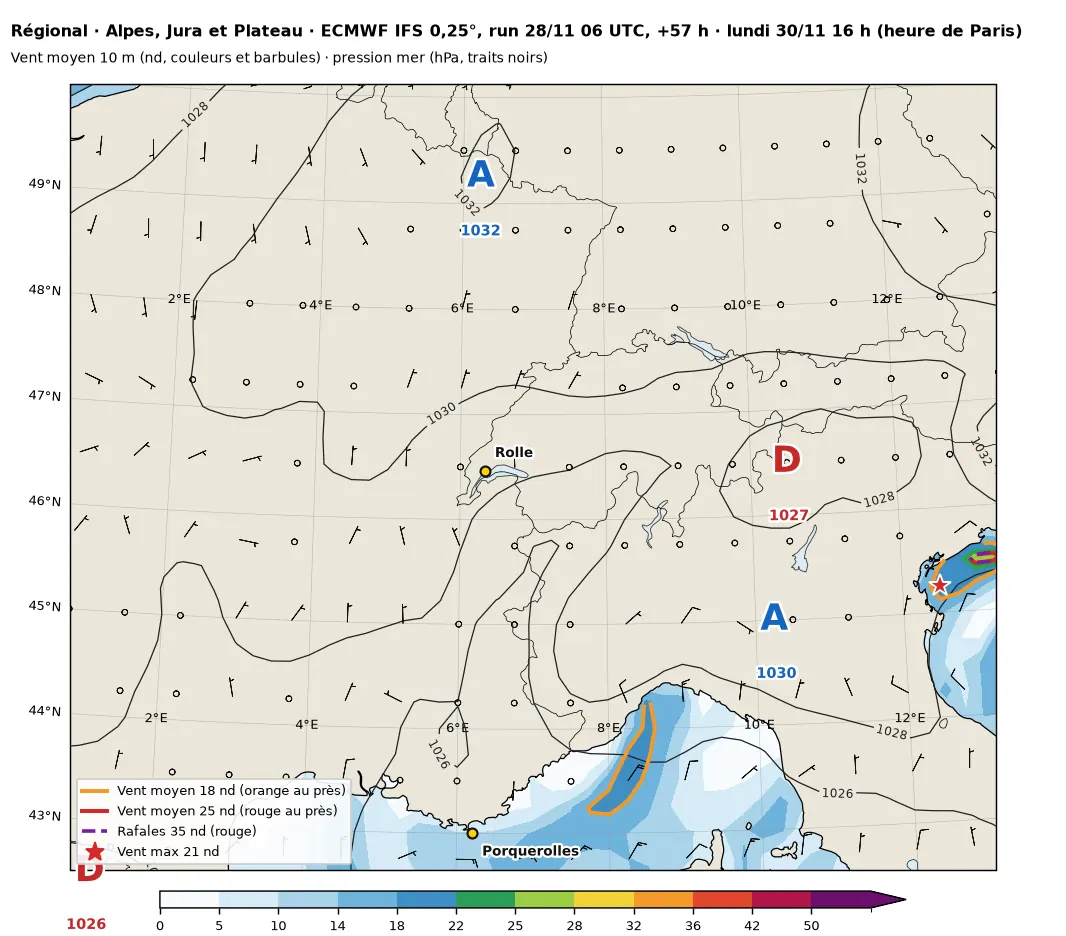 Régional · Alpes, Jura et Plateau · ECMWF IFS 0,25°, run 28/11 06 UTC, +57 h · lundi 30/11 16 h (heure de Paris)
Vent moyen 10 m (nd, couleurs et barbules) · pression mer (hPa, traits noirs)
1028
1032
49°N
A
1032
1032
48°N
2°E
4°E
6°E
8°E
10°E
12°E
47°N
1030
1032
Rolle
D
1028
1027
46°N
45°N
A
1030
44°N
2°E
4°E
6°E
8°E
10°E
12°E
1028
1026
1026
43°N
Vent moyen 18 nd (orange au près)
Vent moyen 25 nd (rouge au près)
Rafales 35 nd (rouge)
Vent max 21 nd
Porquerolles
D
1026
0 5 10 14 18 22 25 28 32 36 42 50